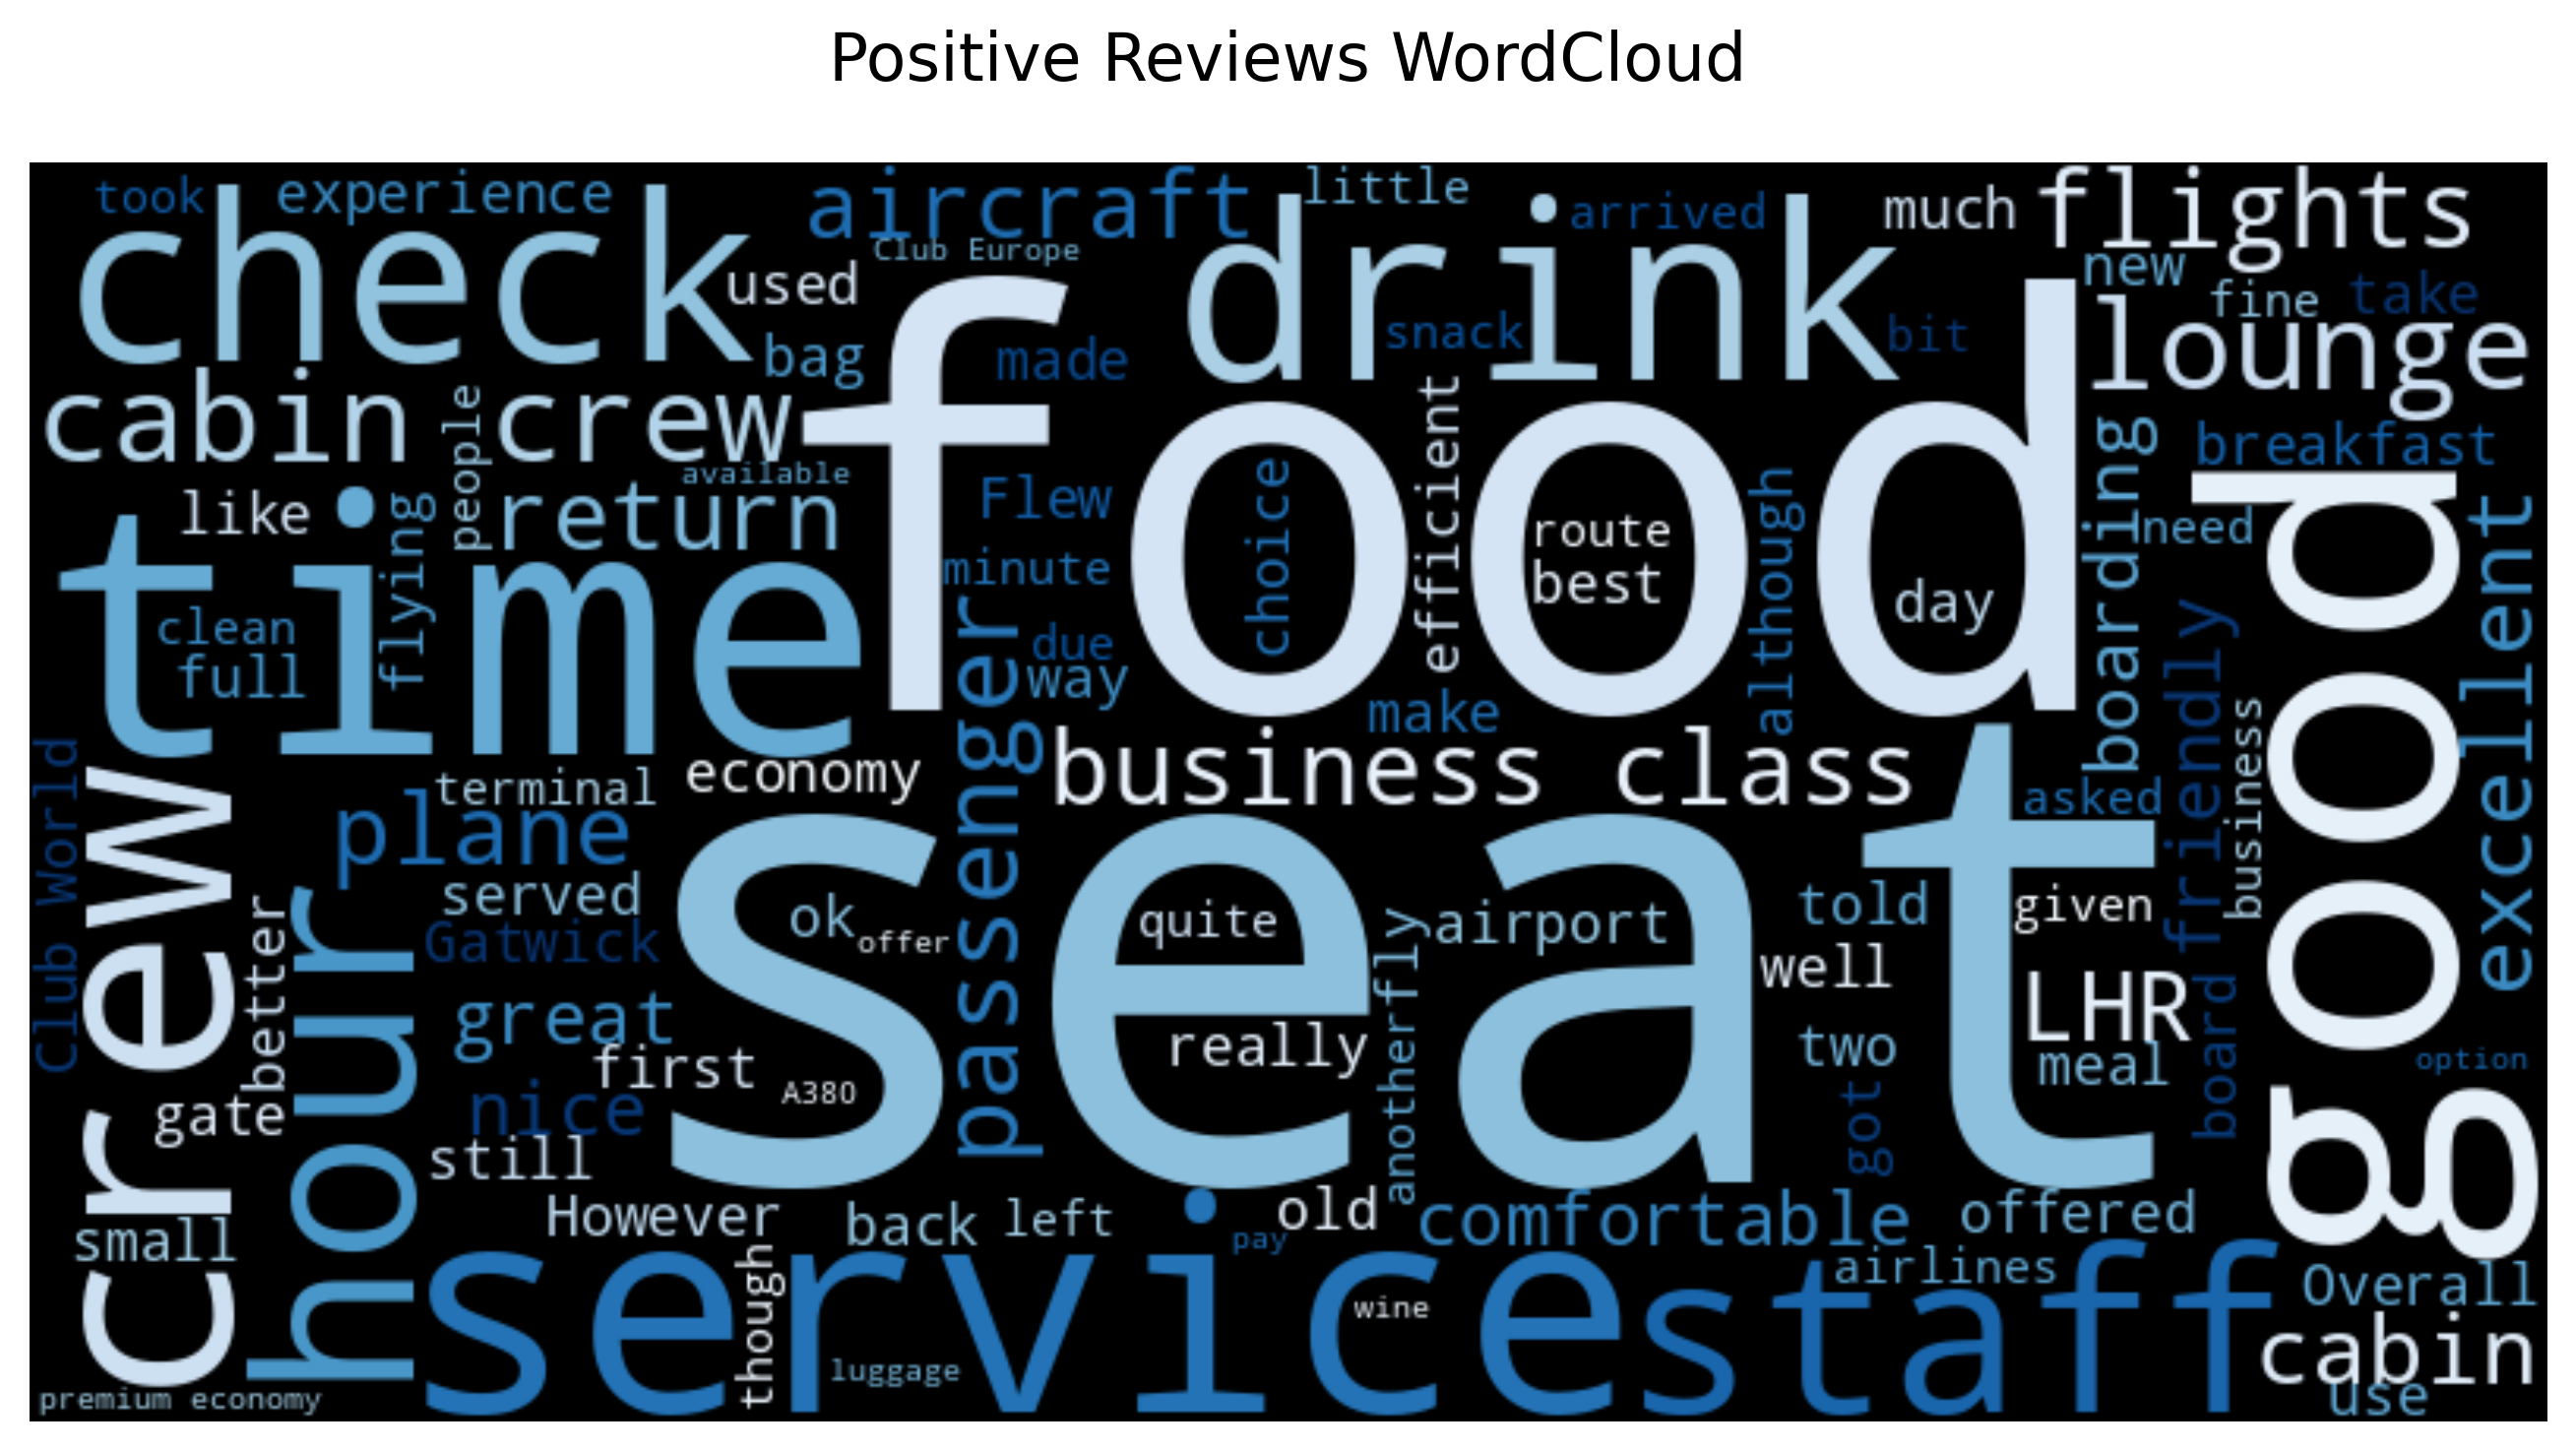 Positive Reviews WordCloud
took
experience
aircraft
little
arrived
much
flights
check
Club Europe
drink
used
new
fine
take
bag
made
snack
bit
lounge
cabin crew
people
food
efficient
boarding
breakfast
available
like
return
Flew
choice
route
best
although
need
good
excellent
time
flying
minute
clean
full
due
way
day
friendly
passenger
make
business class
economy
business
terminal
asked
Club World
crew
plane
seat
served
ok
offer
quite
airport
told
given
Gatwick
well
better
hour
great
first
A380
really
another
fly
two
LHR
meal
board
option
nice
gate
still
got
However
back
left
old
pay
comfortable
offered
small
service
though
wine
airlines
staff
Overall
cabin
luggage
premium economy
use